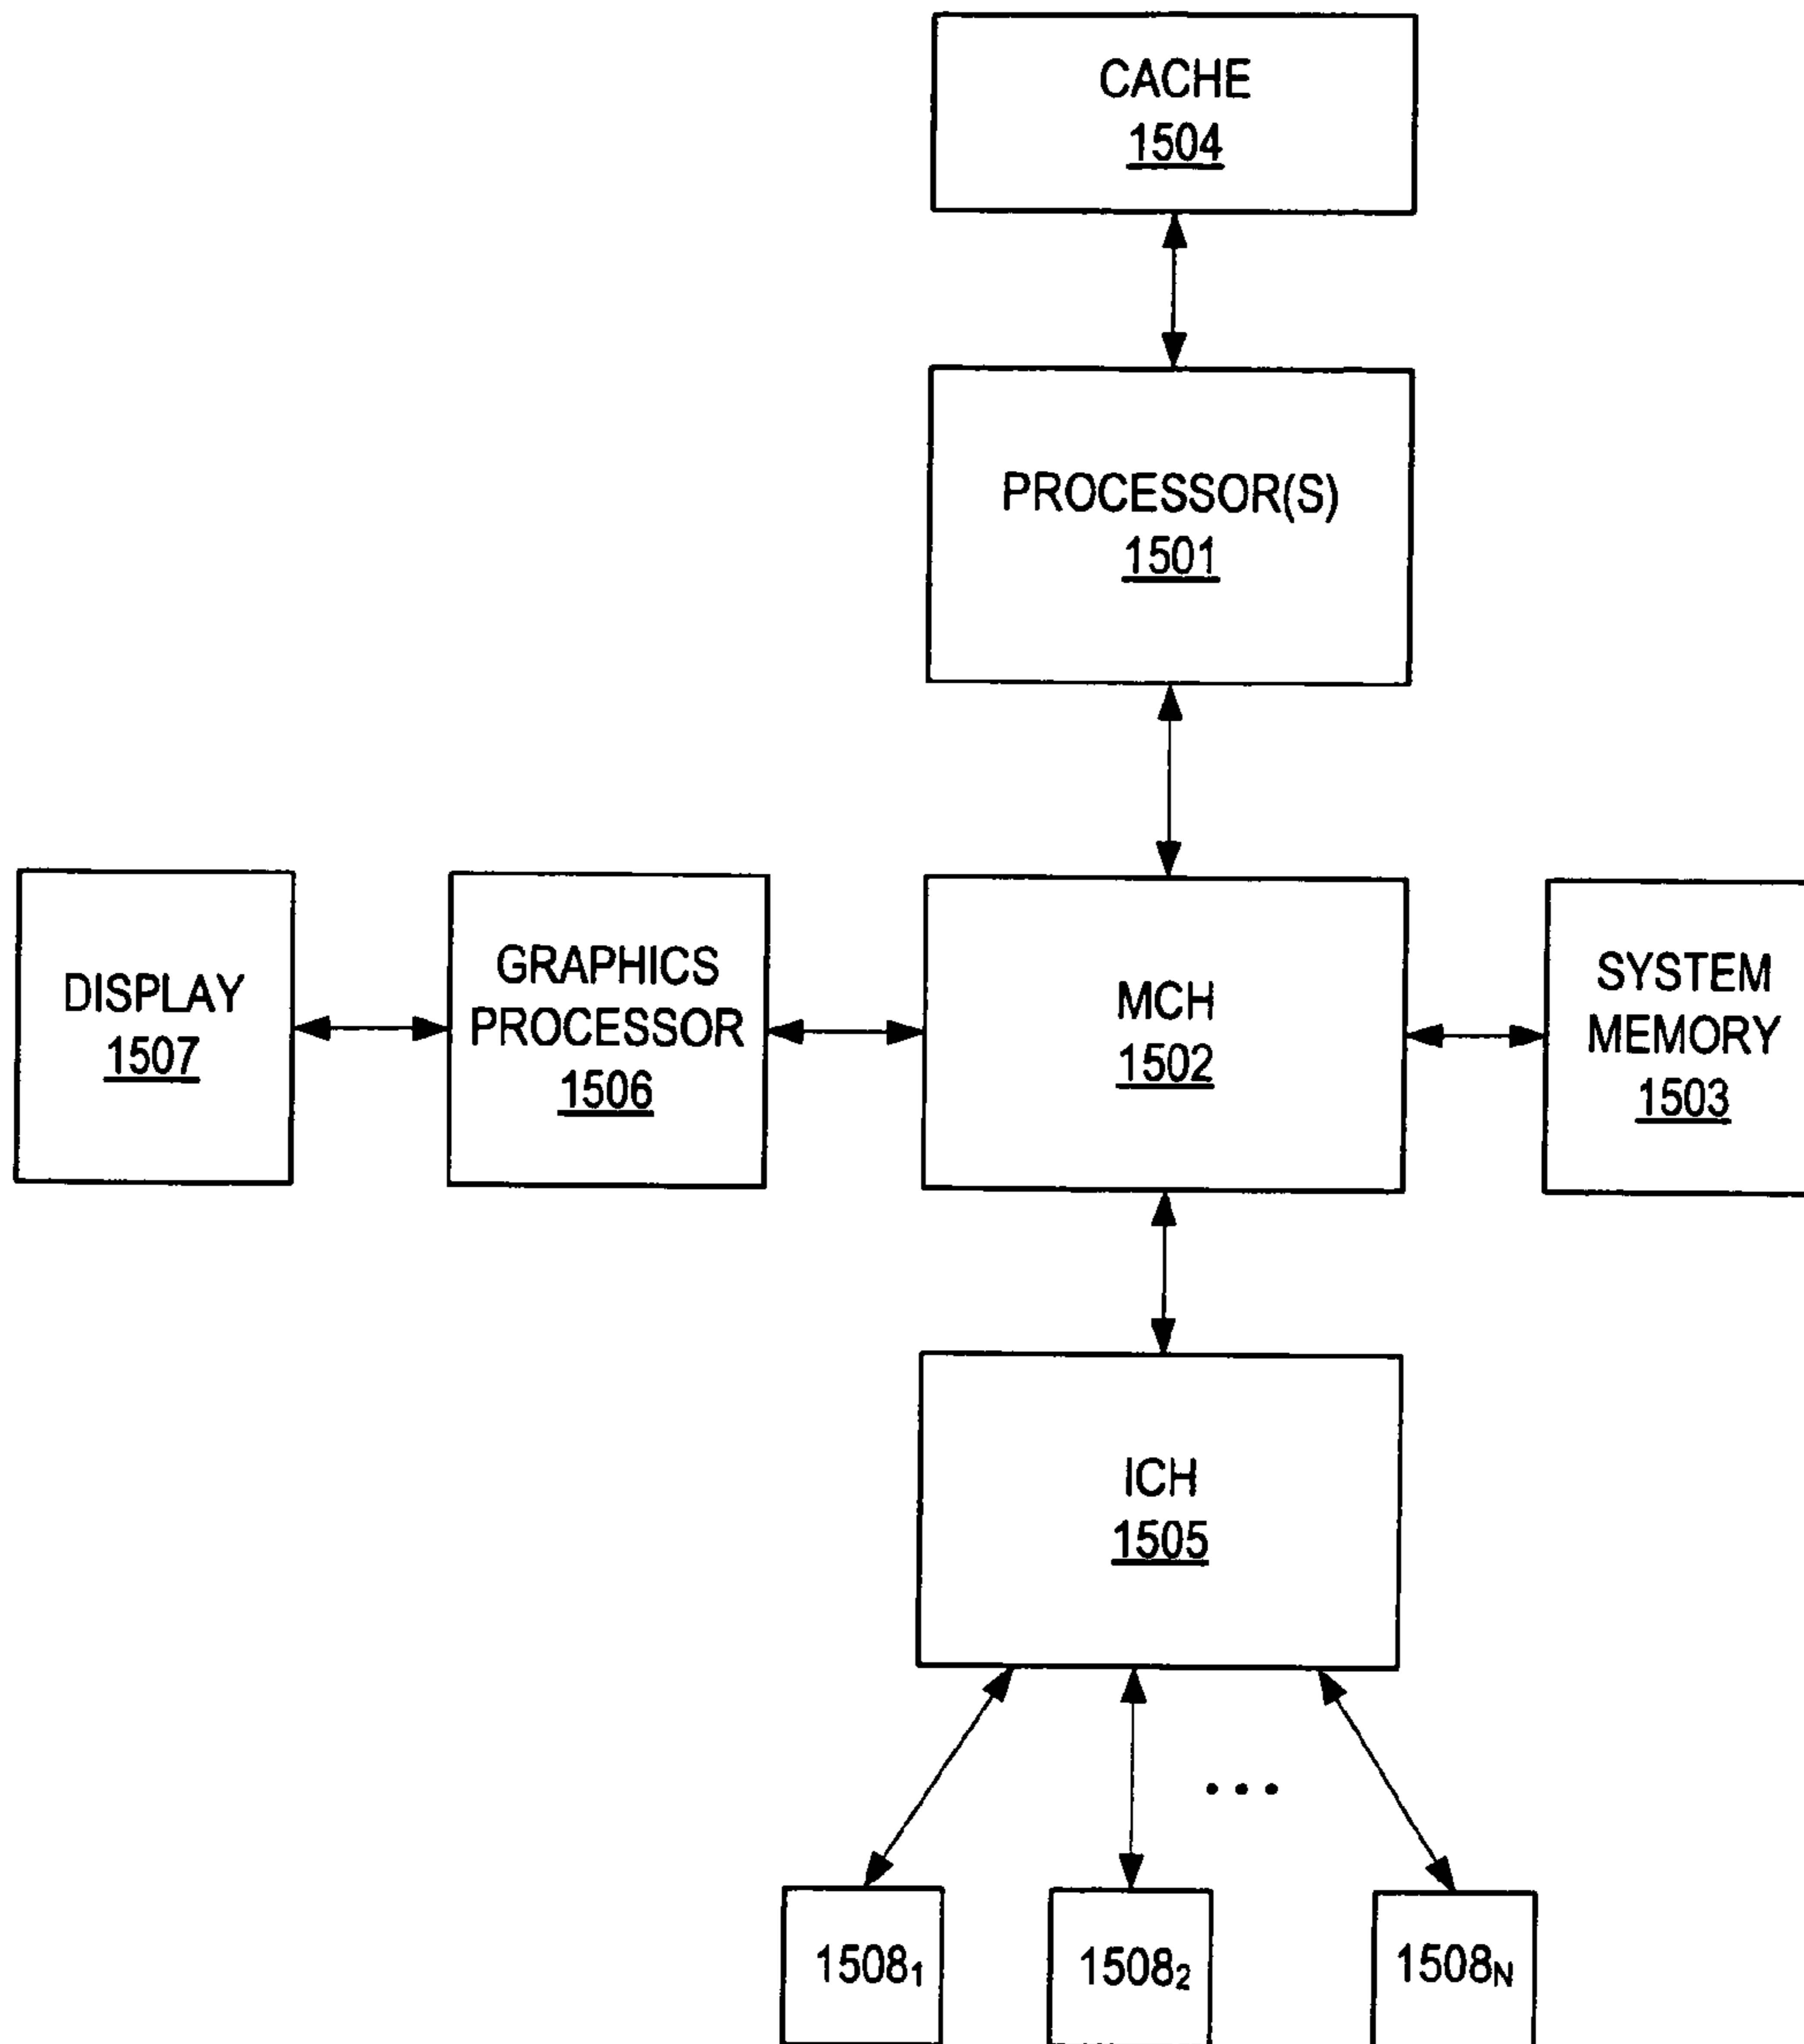 CACHE
1504
PROCESSOR(S)
1501
DISPLAY
1507
GRAPHICS
PROCESSOR
1506
MCH
1502
SYSTEM
MEMORY
1503
ICH
1505
• • •
1508₁
1508₂
1508N